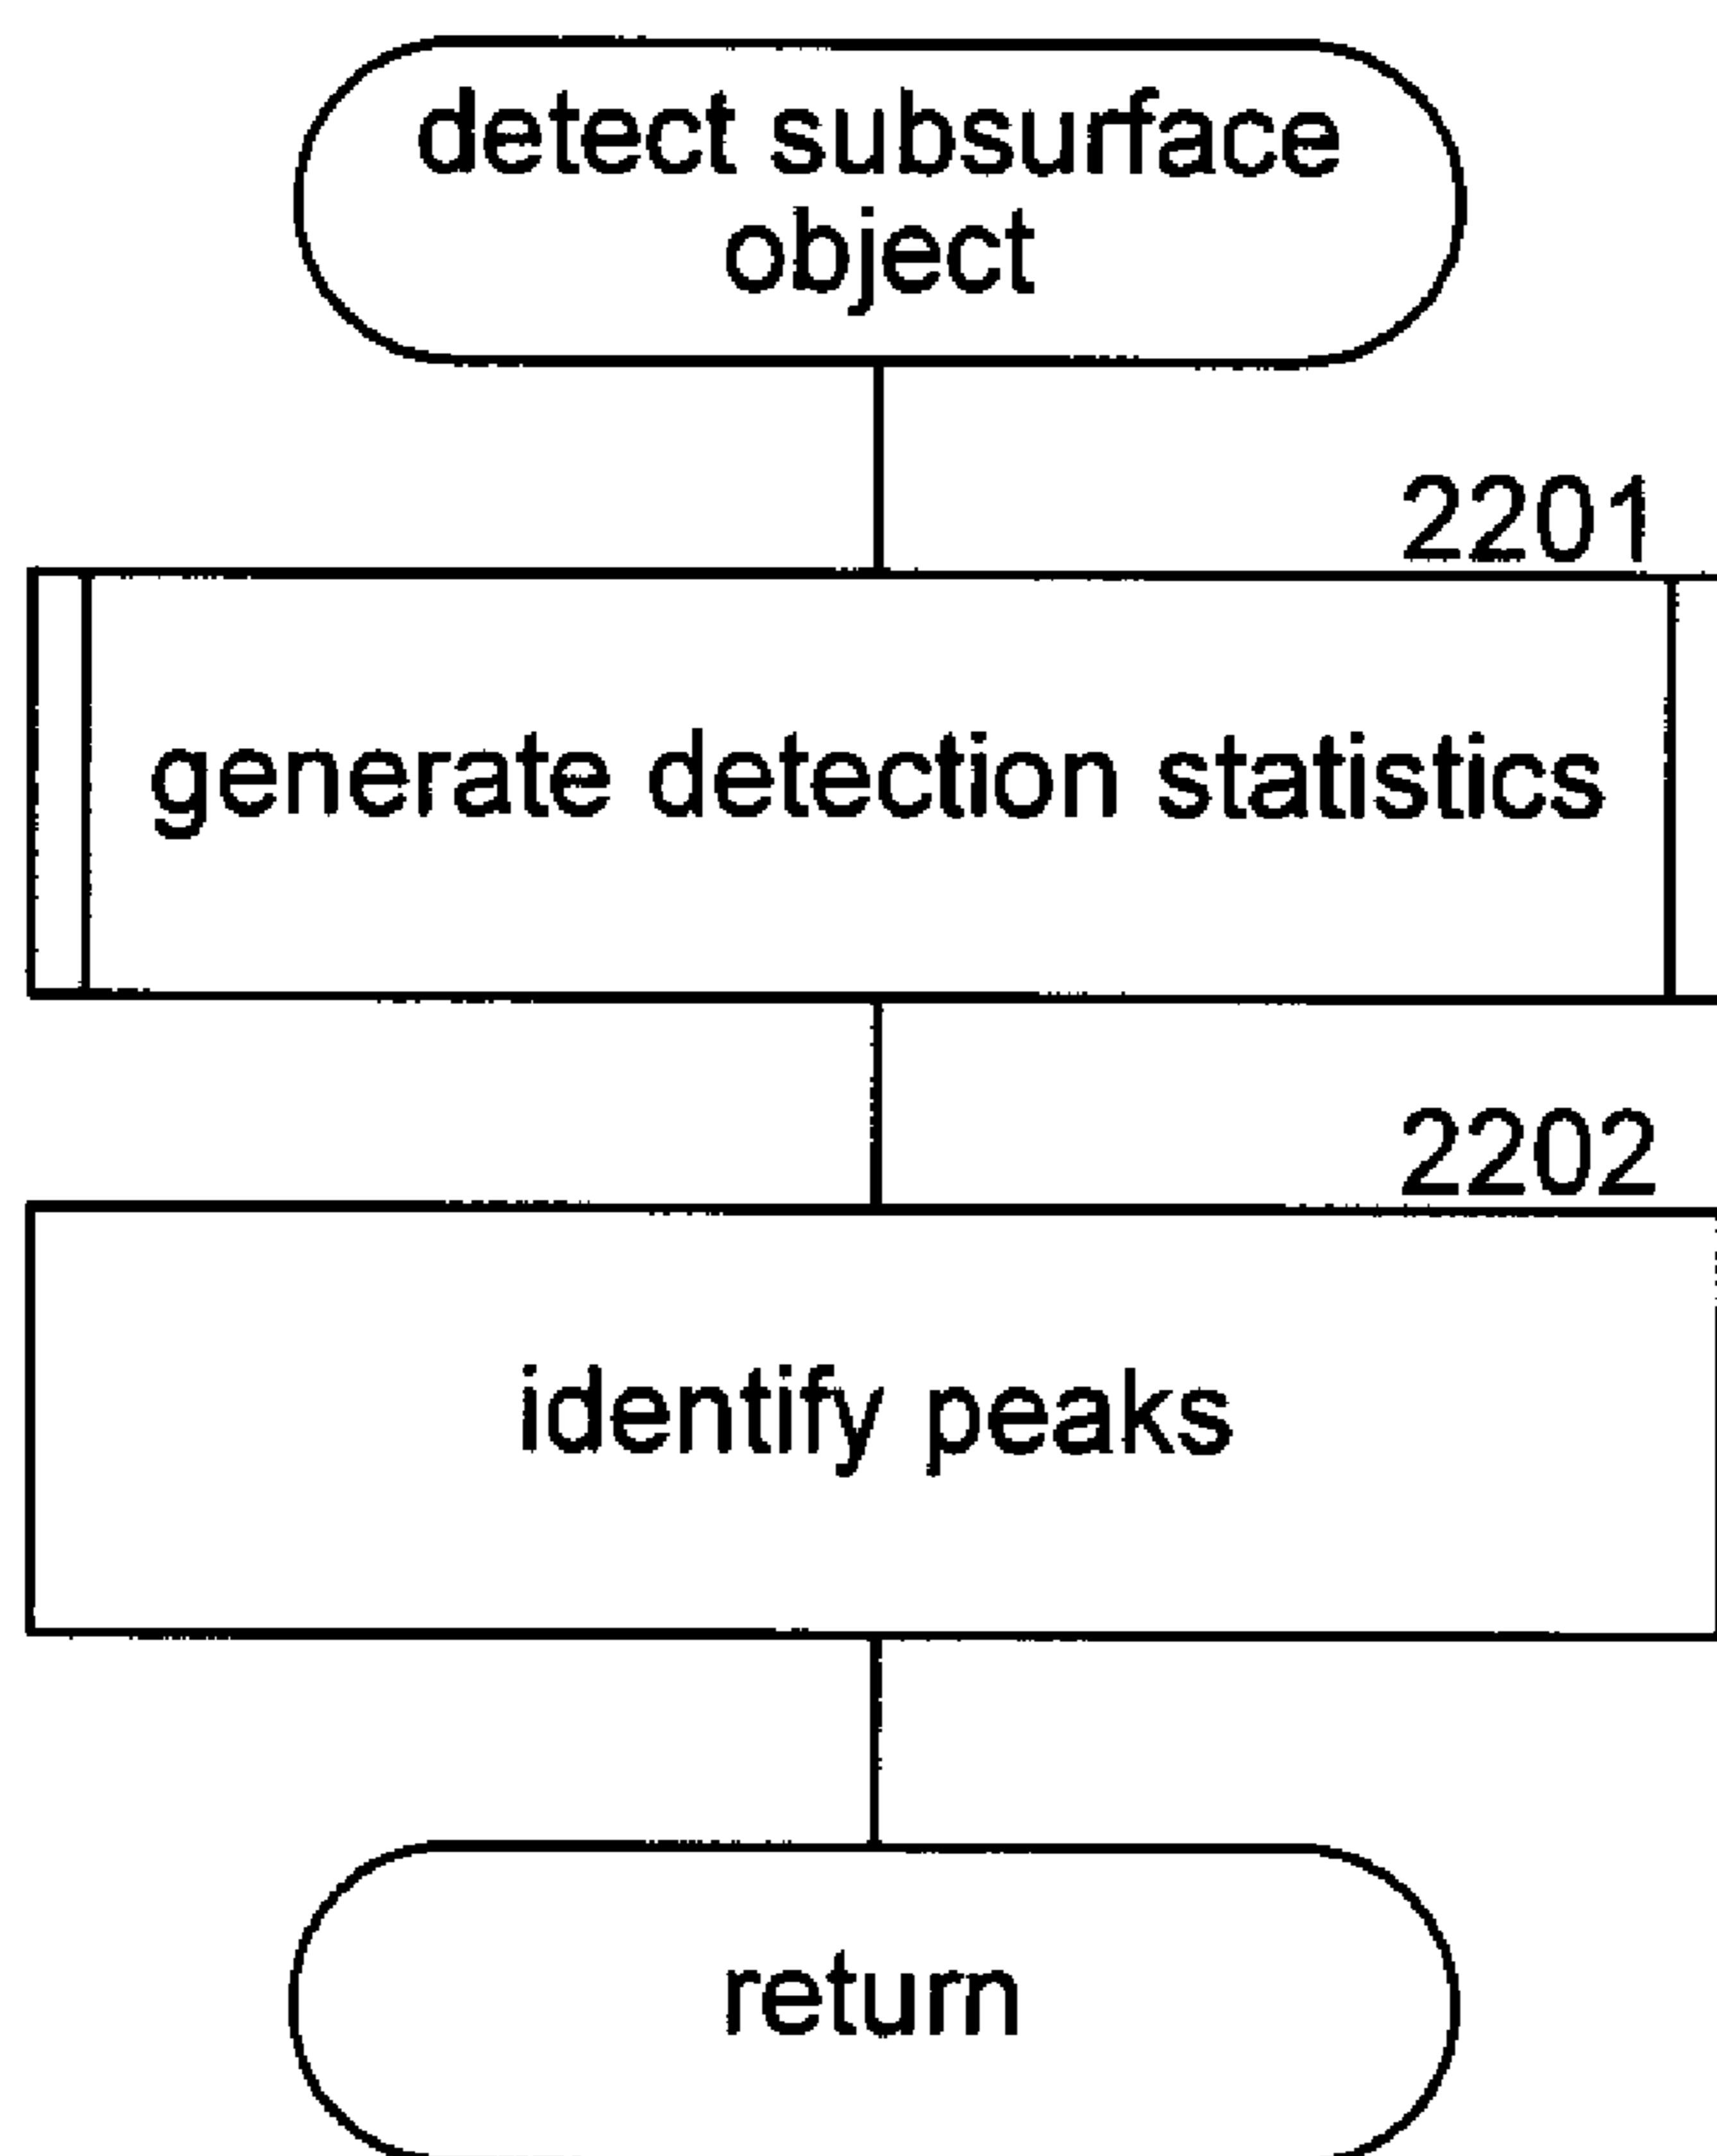 detect subsurface
object
2201
generate detection statistics
2202
identify peaks
return